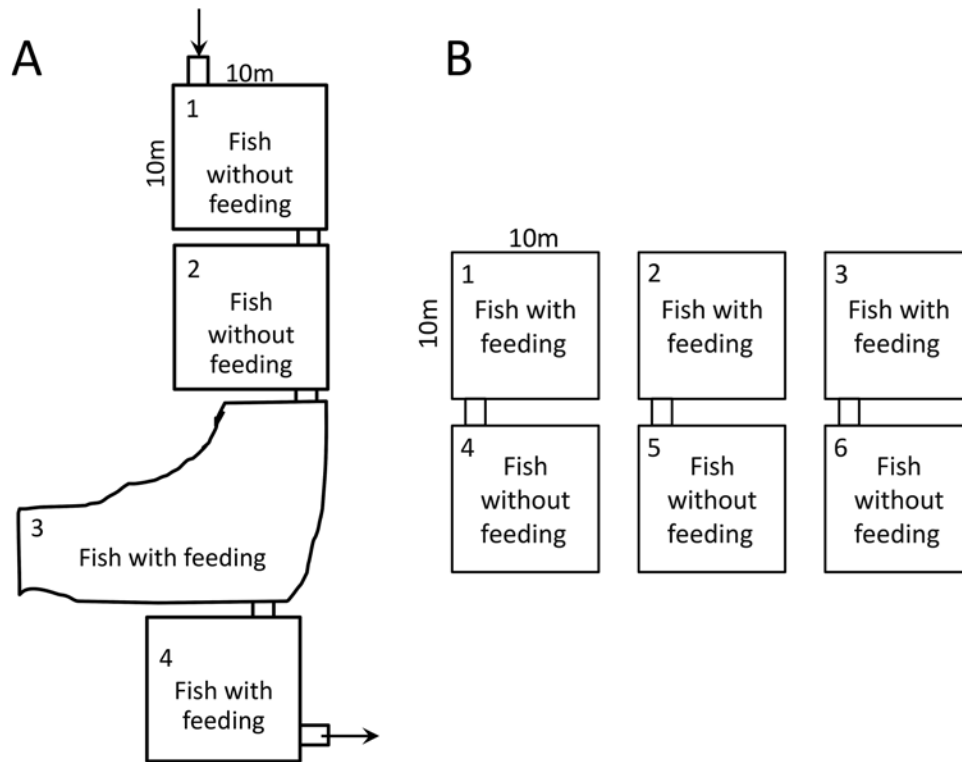 A
10m
10m
1
Fish
without
feeding
2
Fish
without
feeding
3
Fish with feeding
4
Fish with
feeding
B
10m
10m
1
Fish with
feeding
2
Fish with
feeding
3
Fish with
feeding
4
Fish
without
feeding
5
Fish
without
feeding
6
Fish
without
feeding